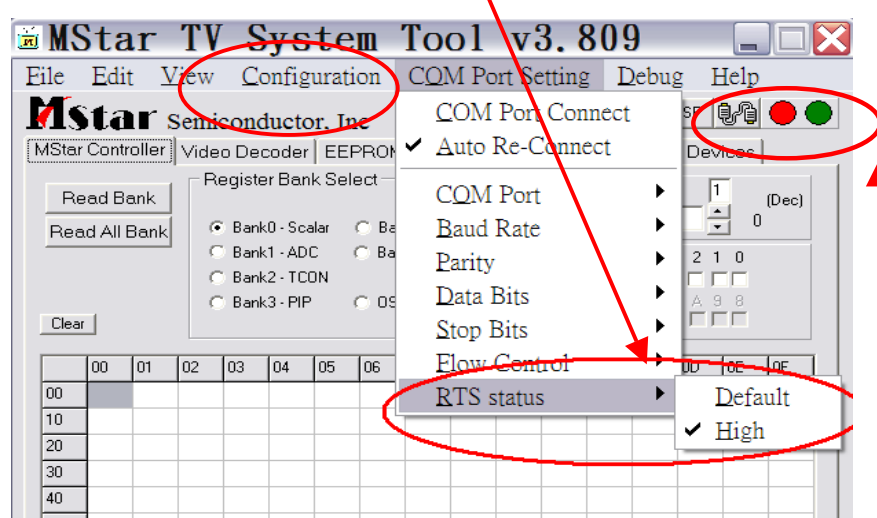 MStar TV System Tool v3.809
File Edit View Configuration COM Port Setting Debug Help
Mstar Semiconductor, Inc
MStar Controller Video Decoder Devices
COM Port Connect
Auto Re-Connect
COM Port
Baud Rate
Parity
Data Bits
Stop Bits
Flow Control
RTS status
Default
High
Read Bank
Read All Bank
Clear
Register Bank Select
Bank0 - Scalar
Bank1 - ADC
Bank2 - TCON
Bank3 - PIP
1
(Dec)
0
2 1 0
A 9 8
00 01 02 03 04 05 06 0D 0E 0F
00
10
20
30
40